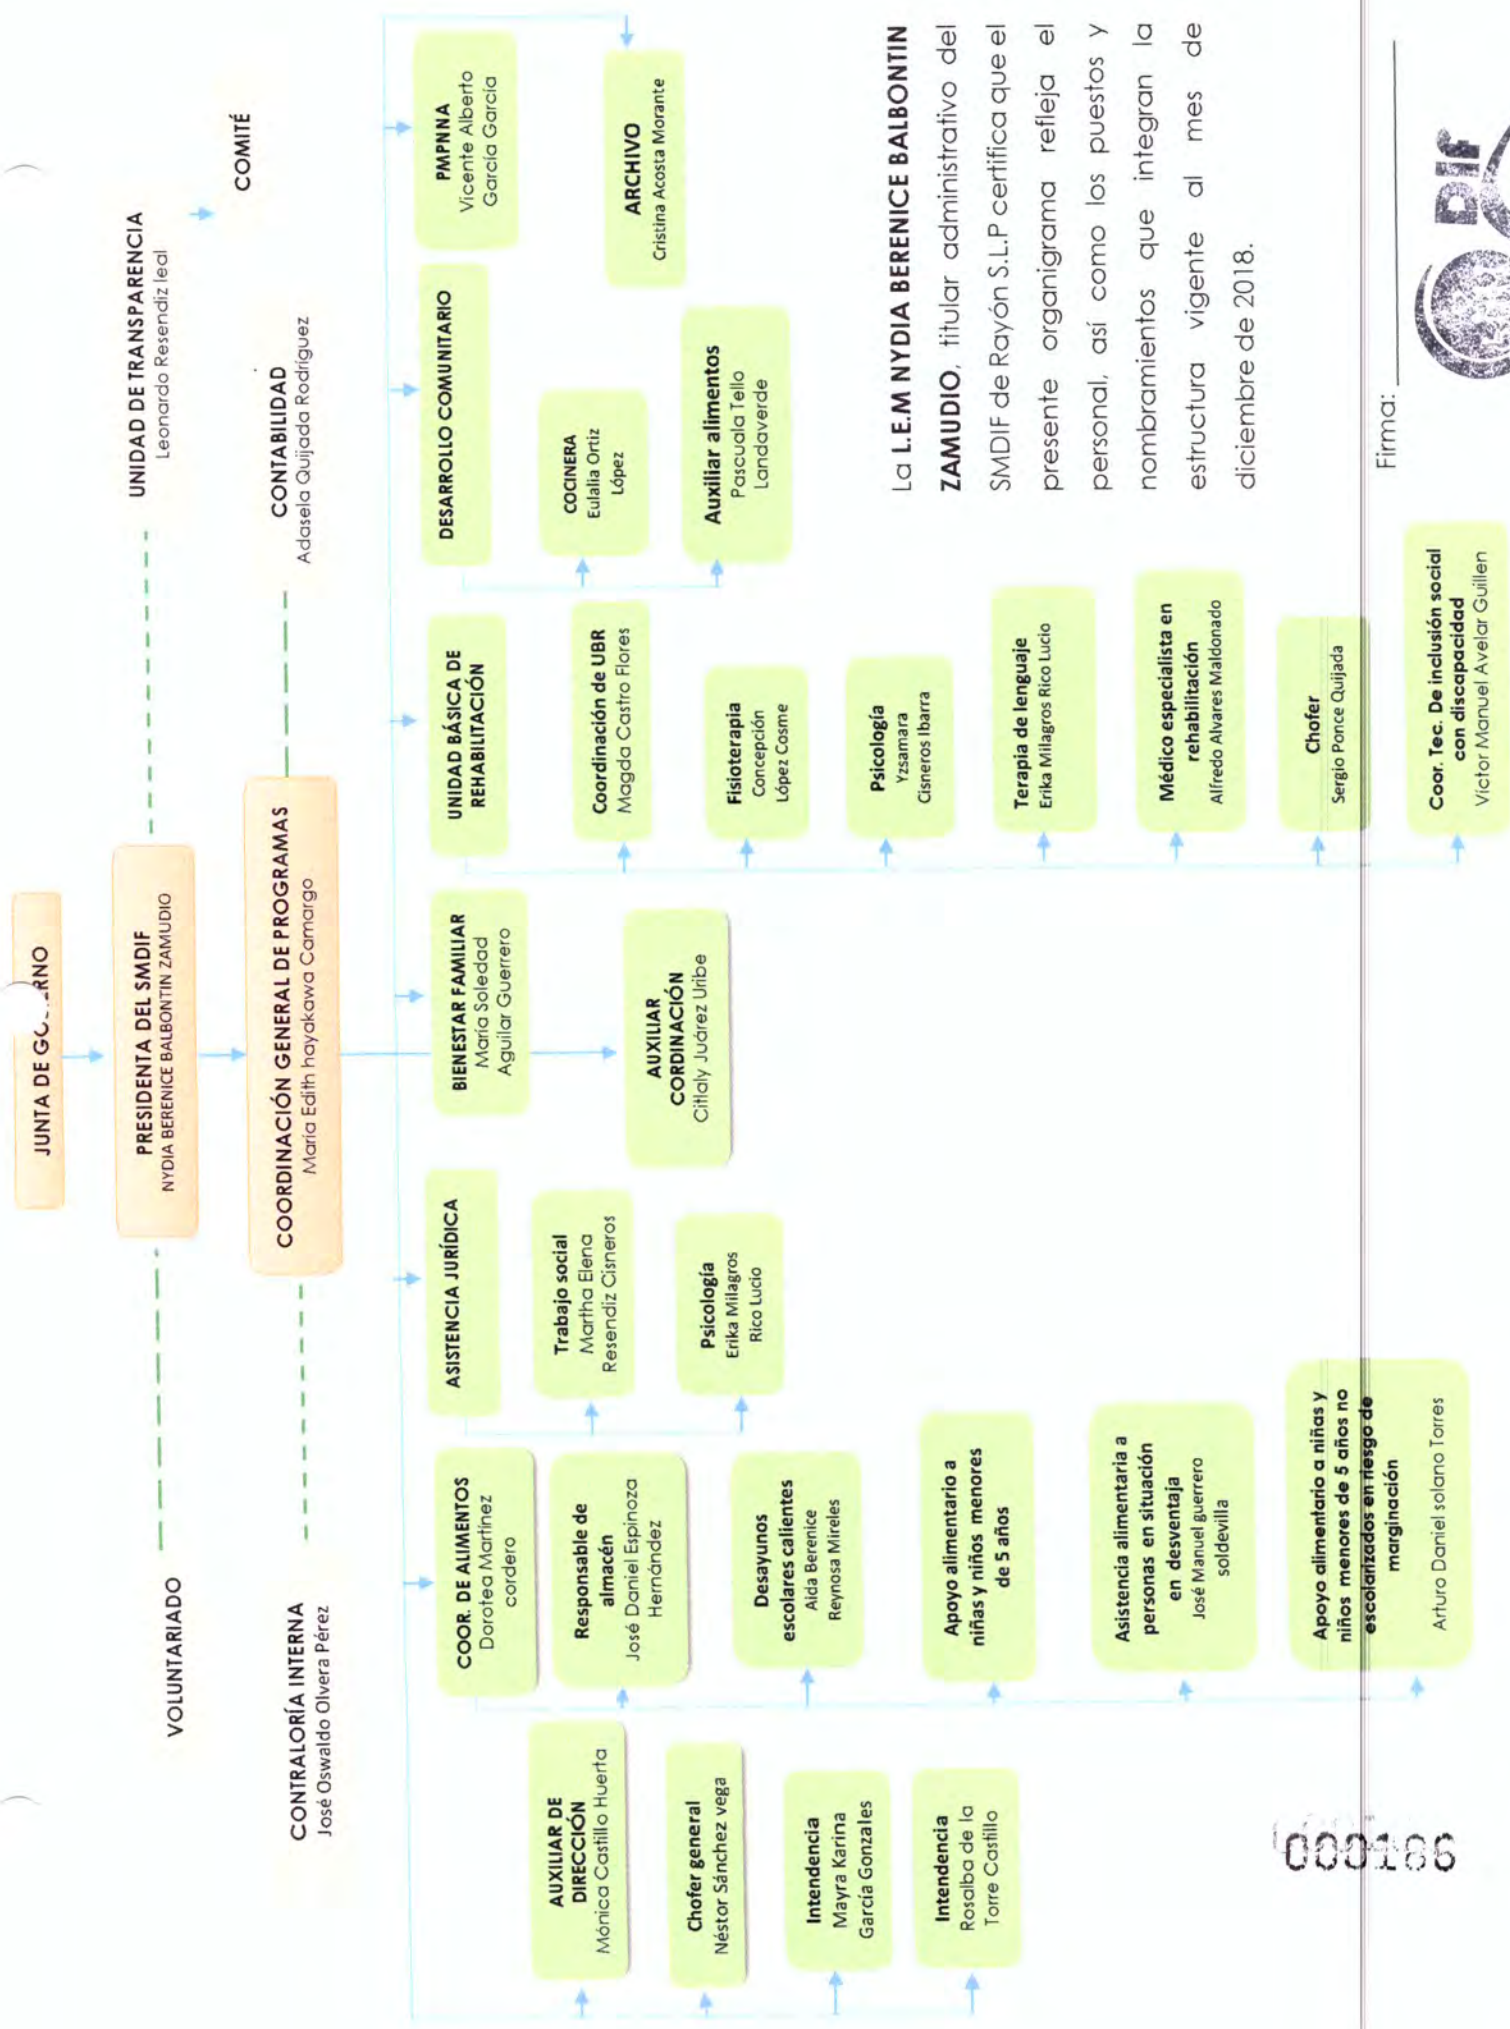 JUNTA DE
PRESIDENTA DEL SMDIF
NYDIA BERENICE BALBONTIN ZAMUDIO
VOLUNTARIADO
UNIDAD DE TRANSPARENCIA
Leonardo Resendiz leal
COMITÉ
COORDINACIÓN GENERAL DE PROGRAMAS
María Edith hayakawa Camargo
CONTRALORÍA INTERNA
José Oswaldo Olvera Pérez
CONTABILIDAD
Adasela Quijada Rodríguez
AUXILIAR DE
DIRECCIÓN
Mónica Castillo Huerta
Chofer general
Néstor Sánchez vega
Intendencia
Mayra Karina
García Gonzales
Intendencia
Rosalba de la
Torre Castillo
COOR. DE ALIMENTOS
Dorotea Martínez
cordero
Responsable de
almacén
José Daniel Espinoza
Hernández
Desayunos
escolares calientes
Aida Berenice
Reynosa Mireles
Apoyo alimentario a
niñas y niños menores
de 5 años
Asistencia alimentaria a
personas en situación
en desventaja
José Manuel guerrero
soldevilla
Apoyo alimentario a niñas y
niños menores de 5 años no
escolarizados en riesgo de
marginación
Arturo Daniel solano Torres
ASISTENCIA JURÍDICA
Trabajo social
Martha Elena
Resendiz Cisneros
Psicología
Erika Milagros
Rico Lucio
BIENESTAR FAMILIAR
María Soledad
Aguilar Guerrero
AUXILIAR
CORDINACIÓN
Citlaly Juárez Uribe
UNIDAD BÁSICA DE
REHABILITACIÓN
Coordinación de UBR
Magda Castro Flores
Fisioterapia
Concepción
López Cosme
Psicología
Yzsamara
Cisneros Ibarra
Terapia de lenguaje
Erika Milagros Rico Lucio
Médico especialista en
rehabilitación
Alfredo Alvares Maldonado
Chofer
Sergio Ponce Quijada
Coor. Tec. De inclusión social
con discapacidad
Víctor Manuel Avelar Guillen
DESARROLLO COMUNITARIO
COCINERA
Eulalia Ortiz
López
Auxiliar alimentos
Pascuala Tello
Landaverde
PMPNNA
Vicente Alberto
García García
ARCHIVO
Cristina Acosta Morante
La L.E.M NYDIA BERENICE BALBONTIN
ZAMUDIO, titular administrativo del
SMDIF de Rayón S.L.P certifica que el
presente organigrama refleja el
personal, así como los puestos y
nombramientos que integran la
estructura vigente al mes de
diciembre de 2018.
Firma:
DIF
000186